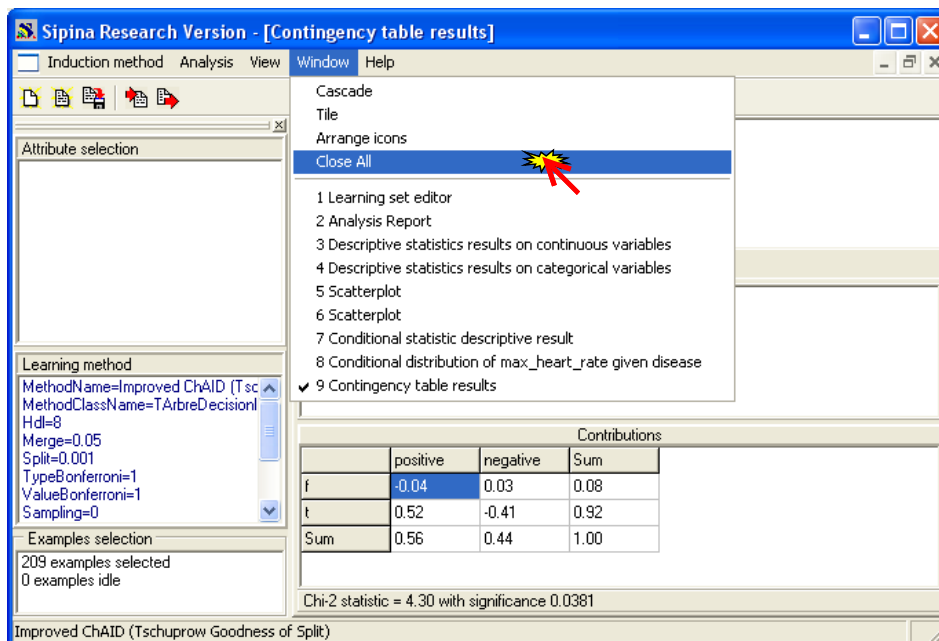 Sipina Research Version - [Contingency table results]
Induction method Analysis View Window Help
Cascade
Tile
Arrange icons
Close All
1 Learning set editor
2 Analysis Report
3 Descriptive statistics results on continuous variables
4 Descriptive statistics results on categorical variables
5 Scatterplot
6 Scatterplot
7 Conditional statistic descriptive result
8 Conditional distribution of max_heart_rate given disease
9 Contingency table results
Attribute selection
Learning method
MethodName=Improved ChAID (Tsc
MethodClassName=TArbreDecisionI
Hdl=8
Merge=0.05
Split=0.001
TypeBonferroni=1
ValueBonferroni=1
Sampling=0
Examples selection
209 examples selected
0 examples idle
Contributions
positive negative Sum
f -0.04 0.03 0.08
t 0.52 -0.41 0.92
Sum 0.56 0.44 1.00
Chi-2 statistic = 4.30 with significance 0.0381
Improved ChAID (Tschuprow Goodness of Split)